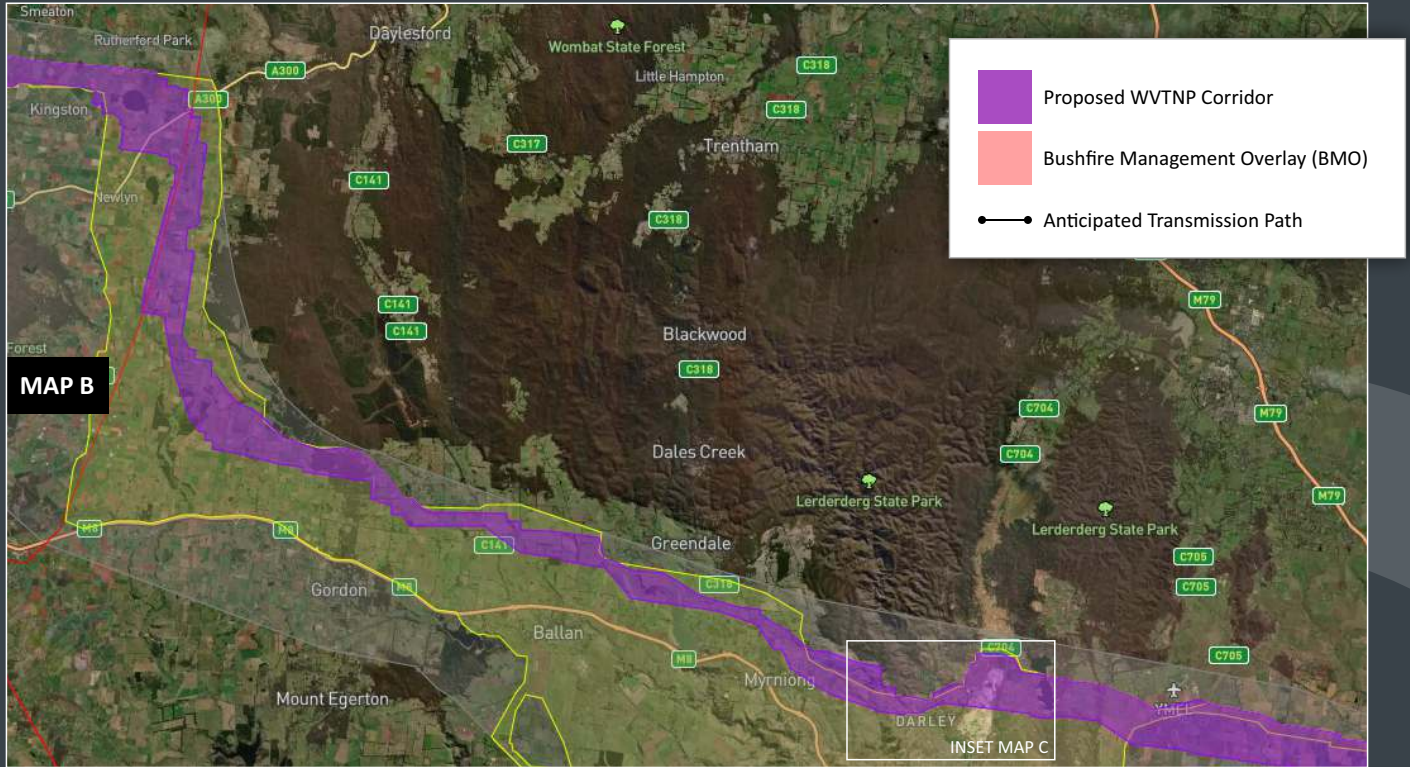 Smeaton
Rutherford Park
Daylesford
Wombat State Forest
Little Hampton
C318
A300
A300
Kingston
C318
C317
Trentham
C141
Newlyn
C318
Proposed WVTNP Corridor
Bushfire Management Overlay (BMO)
Anticipated Transmission Path
M79
C141
C141
Blackwood
Forest
C318
MAP B
C704
M79
Dales Creek
C704
Lerderderg State Park
M79
Lerderderg State Park
M8
M8
C141
Greendale
C705
C705
C318
Gordon
M8
Ballan
M8
C704
C705
Myrniong
Mount Egerton
DARLEY
YMEL
INSET MAP C